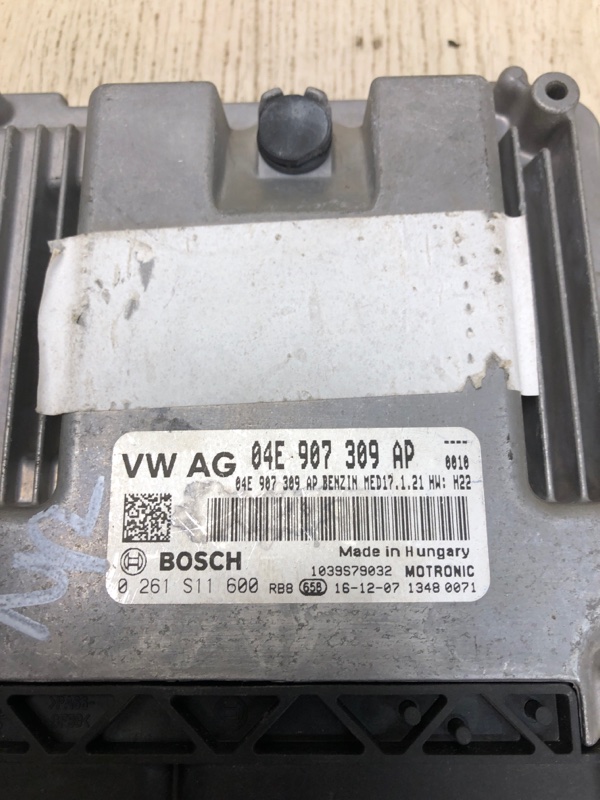 VW AG 04E 907 309 AP ----
0010
04E 907 309 AP BENZIN MED17.1.21 HW: H22
BOSCH Made in Hungary
1039S79032 MOTRONIC
0 261 S11 600 RB8 65B 16-12-07 1348 0071